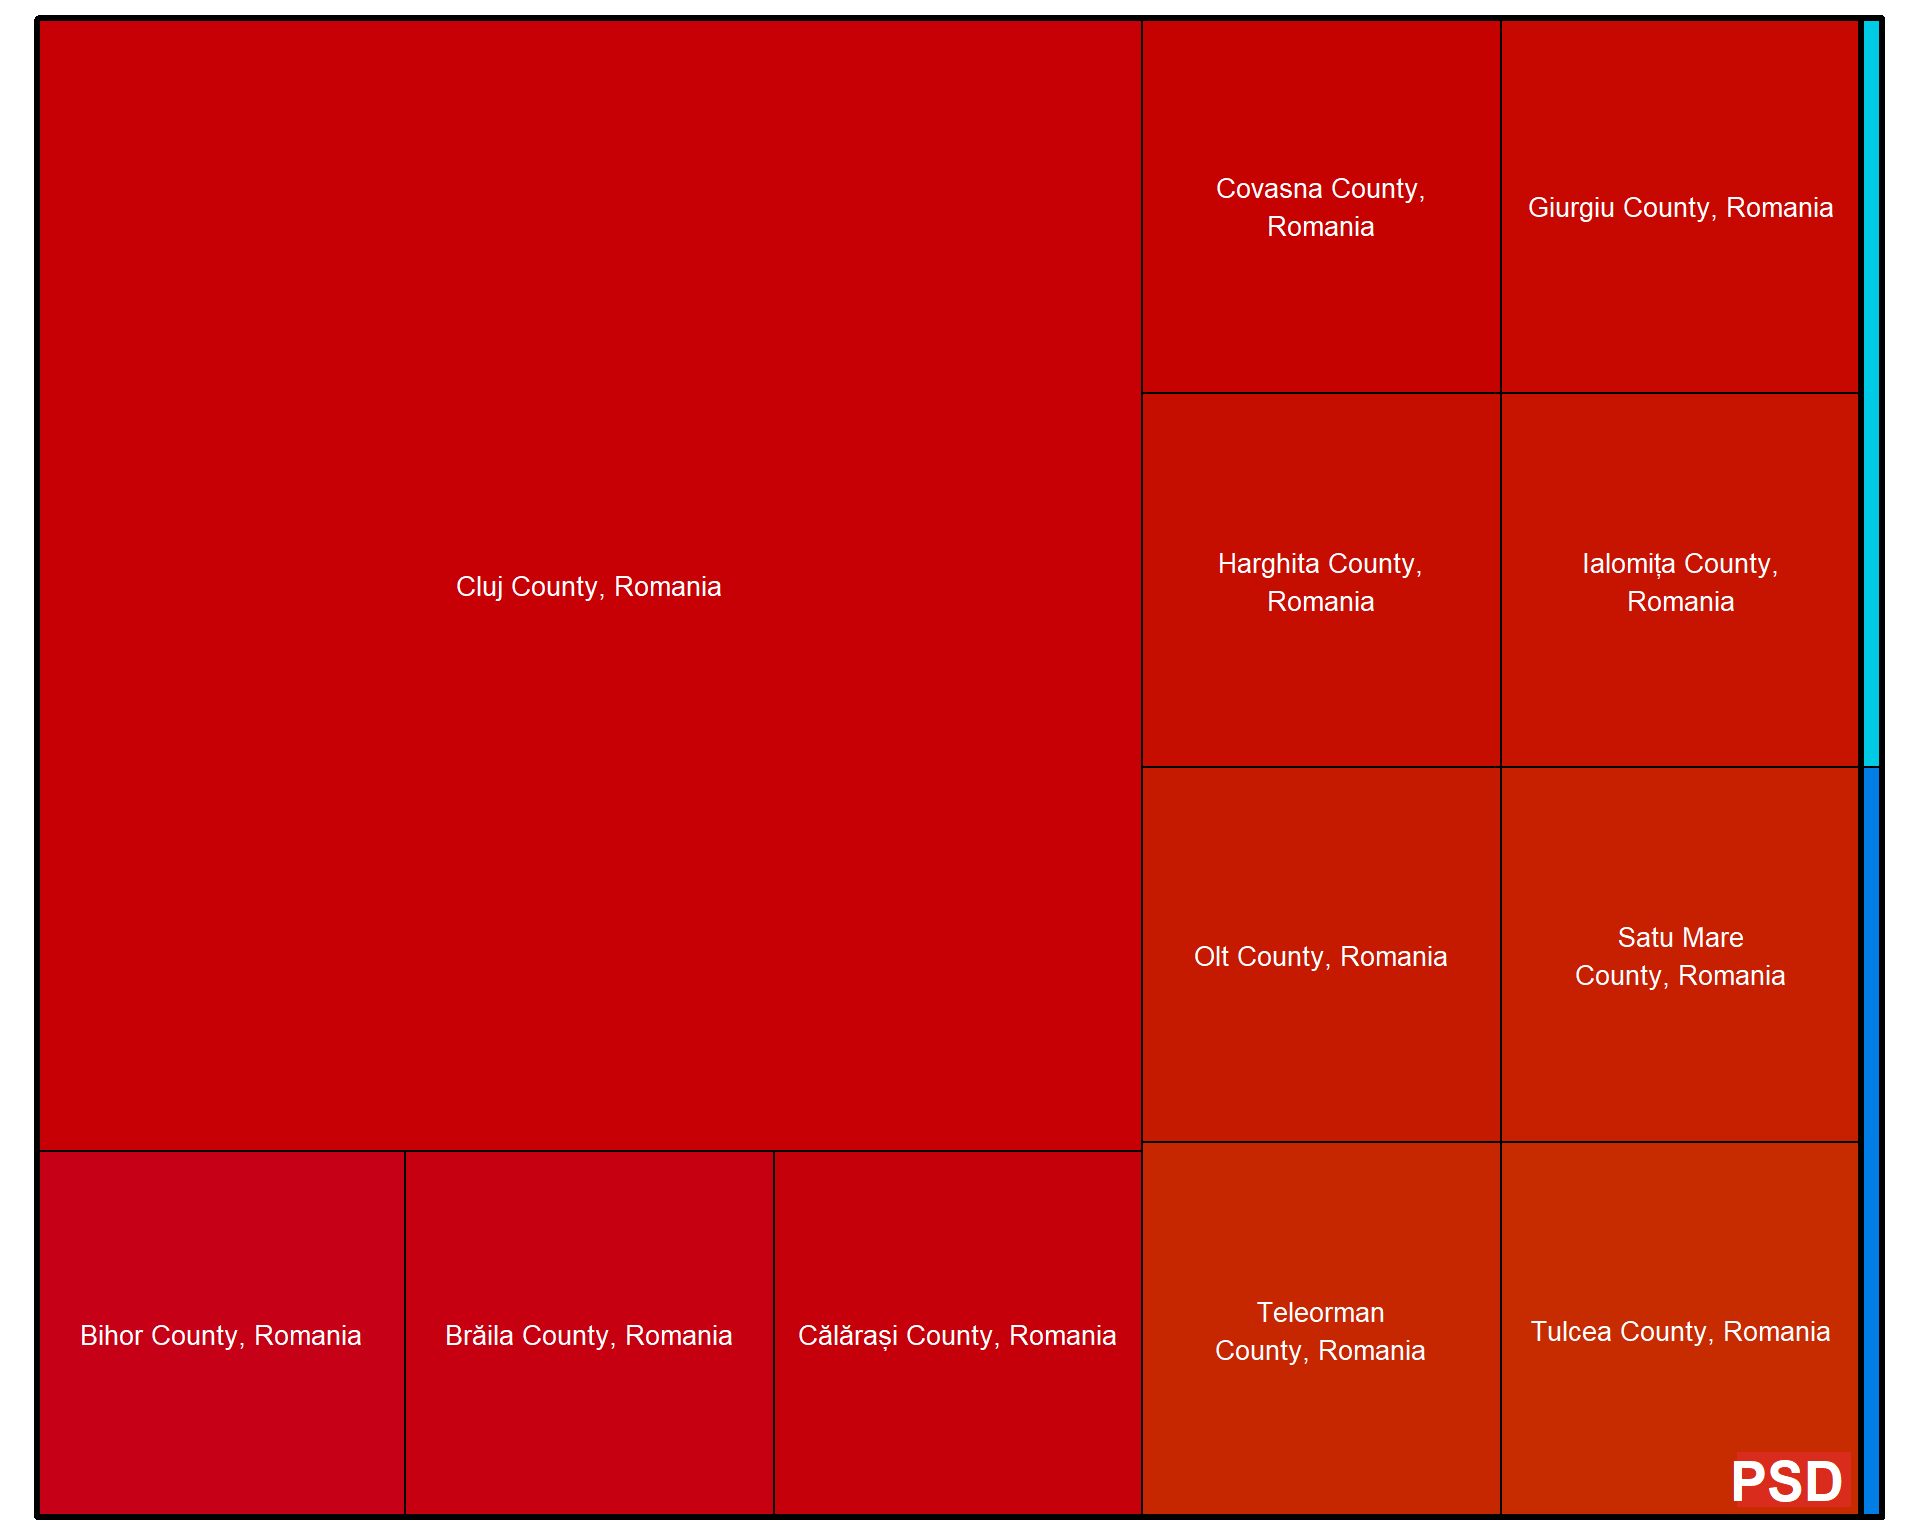 Cluj County, Romania
Covasna County,
Romania
Giurgiu County, Romania
Harghita County,
Romania
Ialomița County,
Romania
Olt County, Romania
Satu Mare
County, Romania
Bihor County, Romania
Brăila County, Romania
Călărași County, Romania
Teleorman
County, Romania
Tulcea County, Romania
PSD